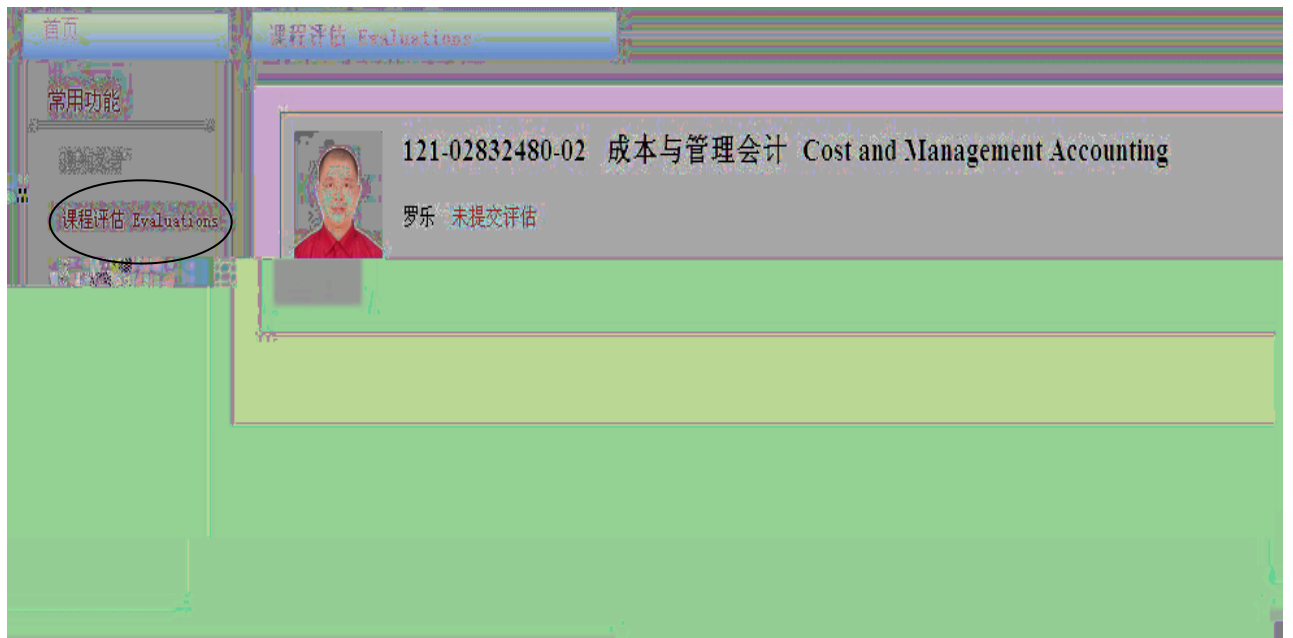 首页
课程评估 Evaluations
常用功能
121-02832480-02 成本与管理会计 Cost and Management Accounting
罗乐 未提交评估
课程评估 Evaluations